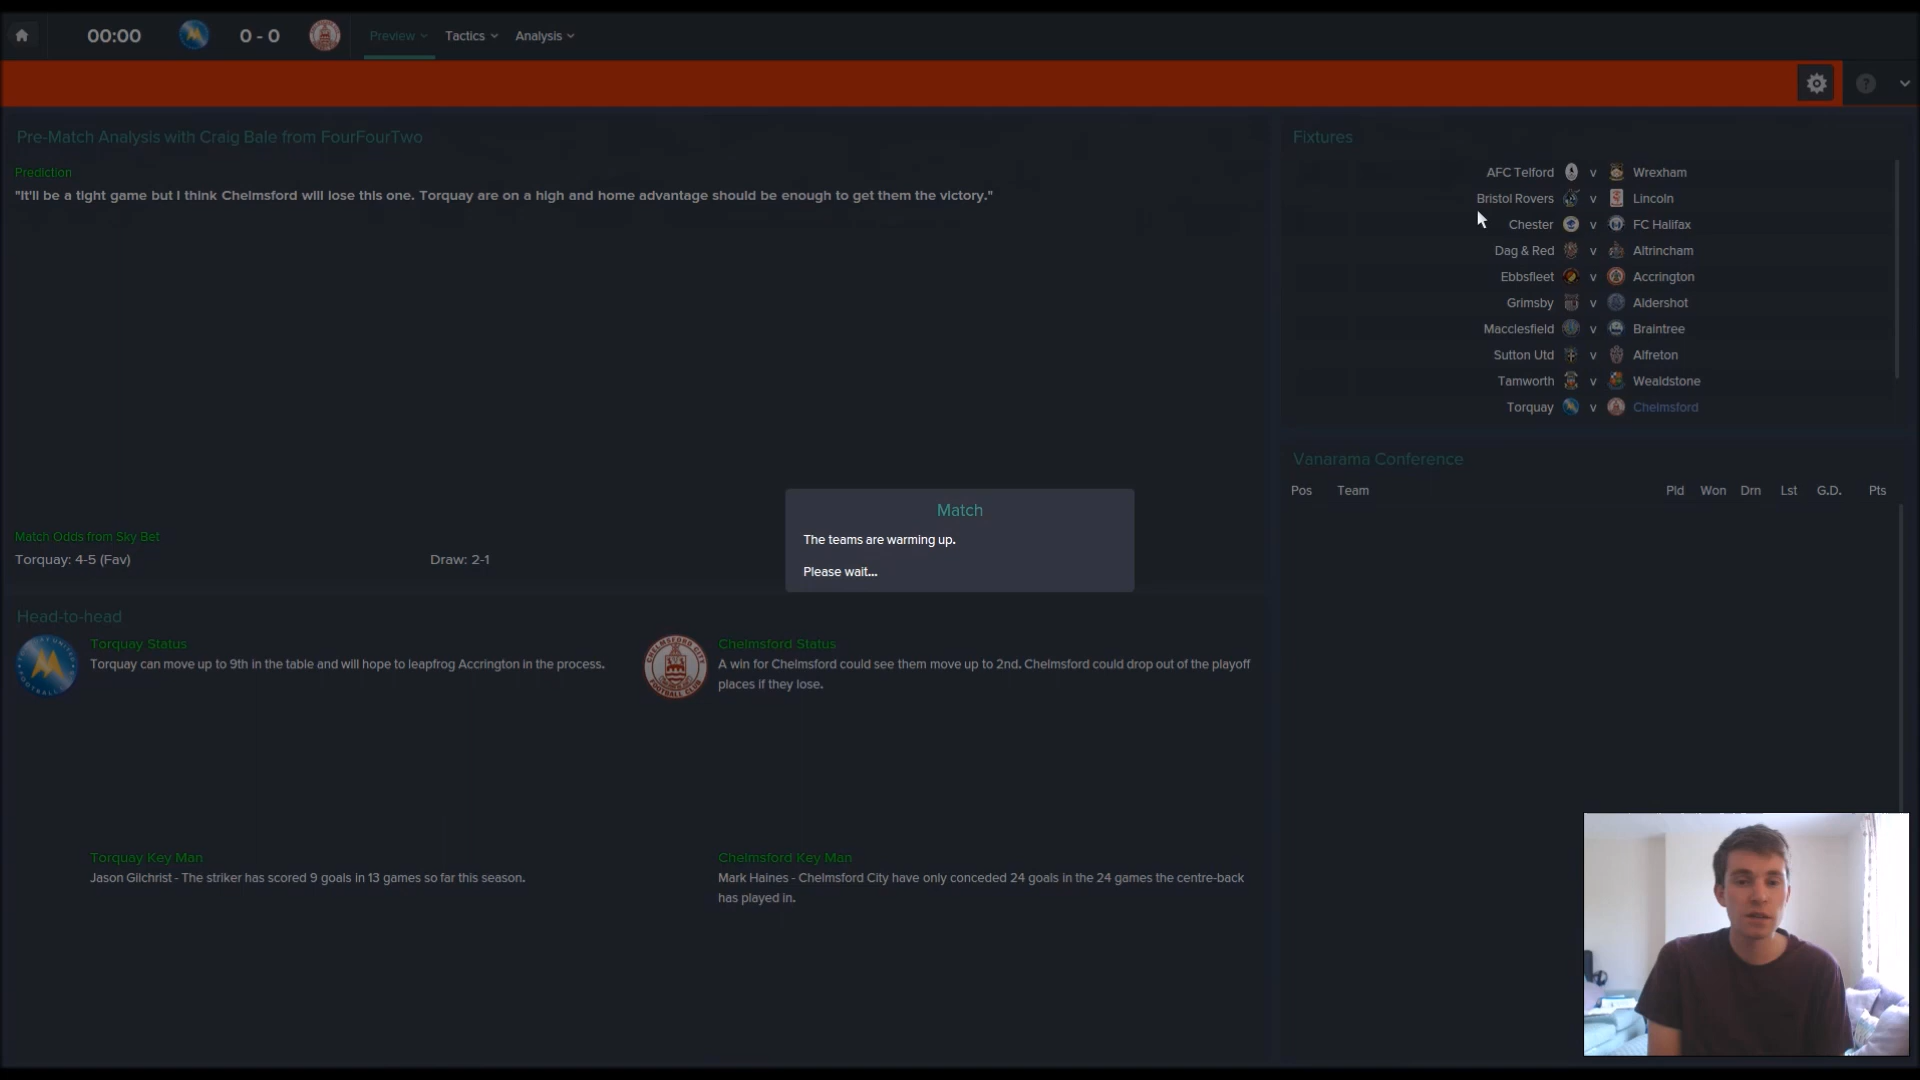 00:00
0 - 0
Preview
Tactics
Analysis
?
Pre-Match Analysis with Craig Bale from FourFourTwo
Prediction
"It'll be a tight game but I think Chelmsford will lose this one. Torquay are on a high and home advantage should be enough to get them the victory."
Match Odds from Sky Bet
Torquay: 4-5 (Fav)
Draw: 2-1
Head-to-head
Torquay Status
Torquay can move up to 9th in the table and will hope to leapfrog Accrington in the process.
Chelmsford Status
A win for Chelmsford could see them move up to 2nd. Chelmsford could drop out of the playoff
places if they lose.
Torquay Key Man
Jason Gilchrist - The striker has scored 9 goals in 13 games so far this season.
Chelmsford Key Man
Mark Haines - Chelmsford City have only conceded 24 goals in the 24 games the centre-back
has played in.
Match
The teams are warming up.
Please wait...
Fixtures
AFC Telford v Wrexham
Bristol Rovers v Lincoln
Chester v FC Halifax
Dag & Red v Altrincham
Ebbsfleet v Accrington
Grimsby v Aldershot
Macclesfield v Braintree
Sutton Utd v Alfreton
Tamworth v Wealdstone
Torquay v Chelmsford
Vanarama Conference
Pos Team Pld Won Drn Lst G.D. Pts